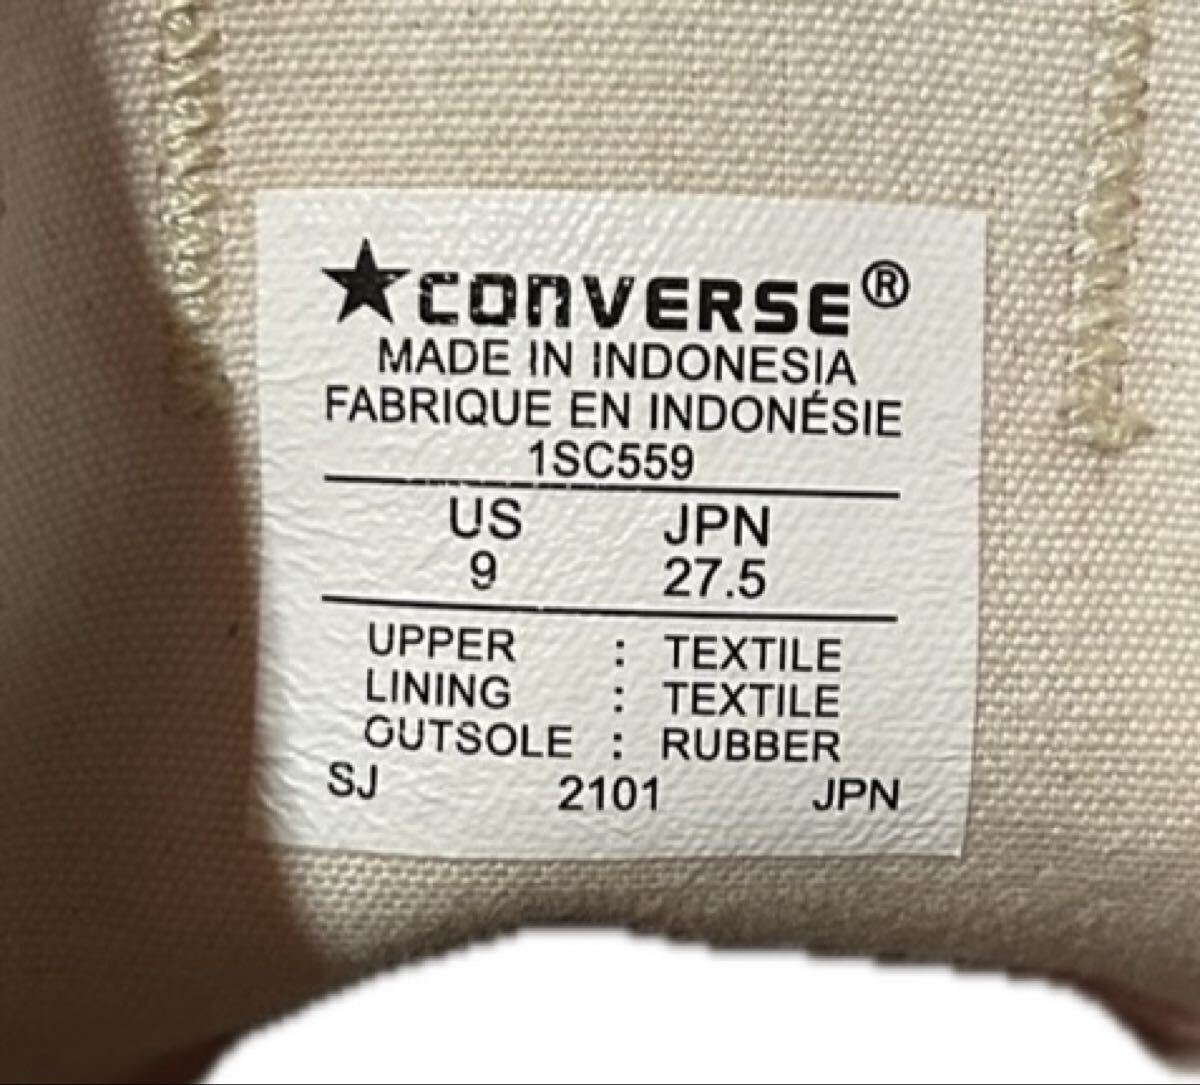 ★CONVERSE®
MADE IN INDONESIA
FABRIQUE EN INDONÉSIE
1SC559
US JPN
9 27.5
UPPER : TEXTILE
LINING : TEXTILE
OUTSOLE : RUBBER
SJ 2101 JPN